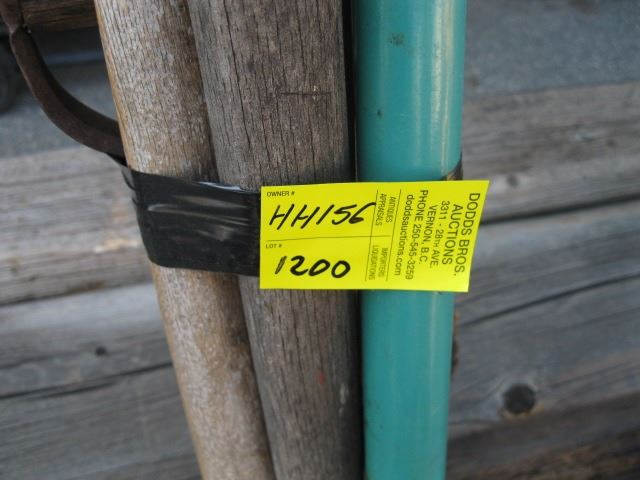 OWNER #
HH156
LOT #
1200
ANTIQUES
APPRAISALS
IMPORTERS
LIQUIDATIONS
DODDS BROS.
AUCTIONS
3311 - 28TH AVE.
VERNON, B.C.
PHONE 250-545-3259
doddsauctions.com